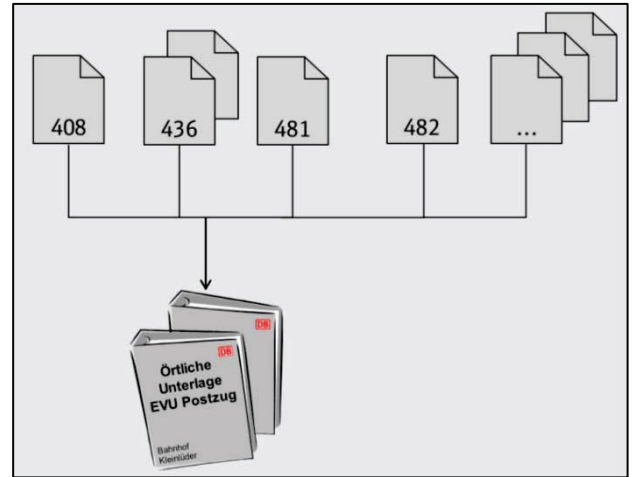 408
436
481
482
...
DB
DB
Örtliche
Unterlage
EVU Postzug
Bahnhof
Kleinlüder